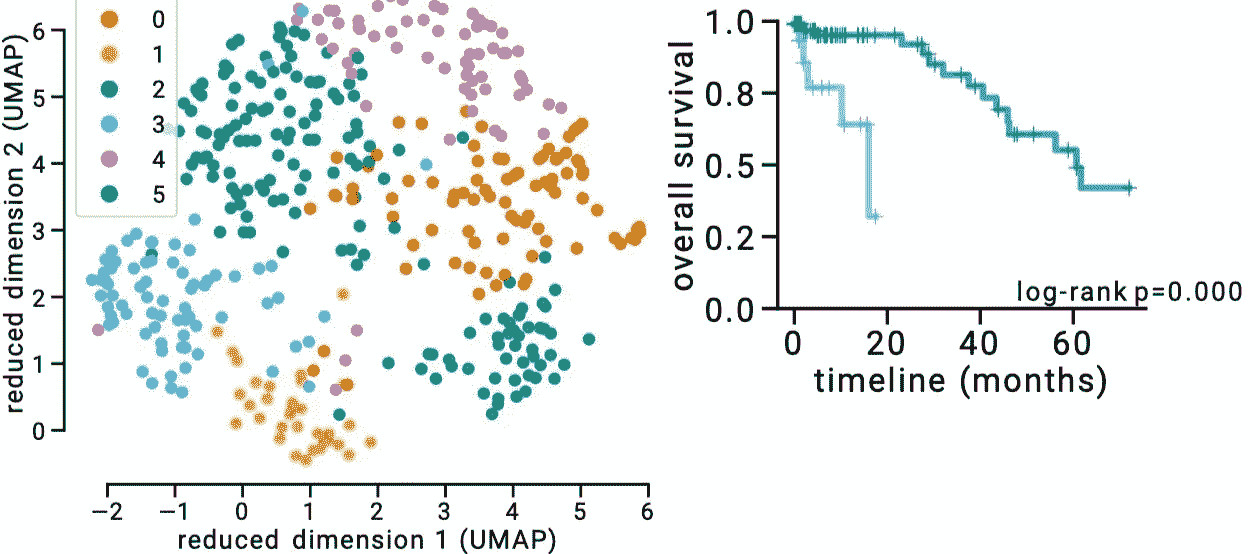 0
1
2
3
4
5
6
5
4
3
2
1
0
reduced dimension 2 (UMAP)
−2 −1 0 1 2 3 4 5 6
reduced dimension 1 (UMAP)
1.0
0.8
0.5
0.2
0.0
overall survival
log-rank p=0.000
0 20 40 60
timeline (months)